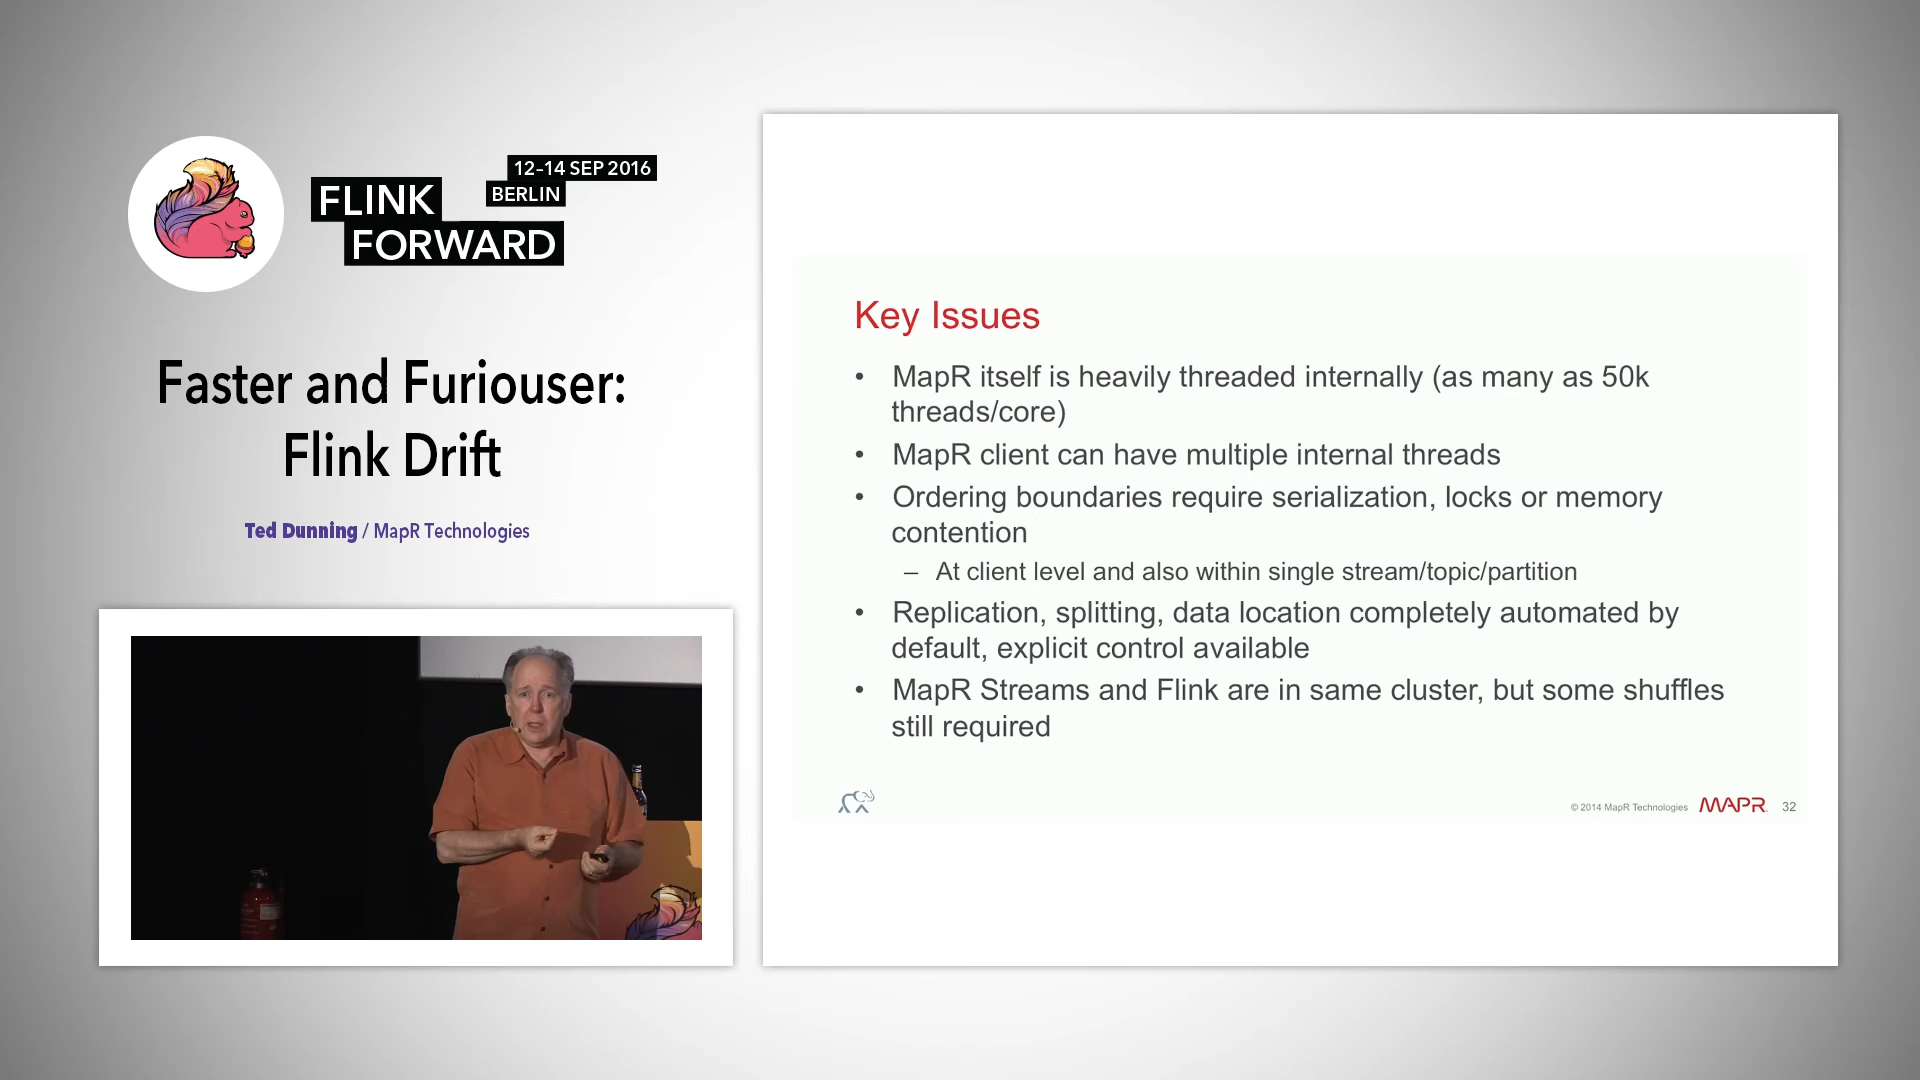 12-14 SEP 2016
BERLIN
FLINK
FORWARD
Faster and Furiouser:
Flink Drift
Ted Dunning / MapR Technologies
Key Issues
• MapR itself is heavily threaded internally (as many as 50k
threads/core)
• MapR client can have multiple internal threads
• Ordering boundaries require serialization, locks or memory
contention
– At client level and also within single stream/topic/partition
• Replication, splitting, data location completely automated by
default, explicit control available
• MapR Streams and Flink are in same cluster, but some shuffles
still required
© 2014 MapR Technologies MAPR 32